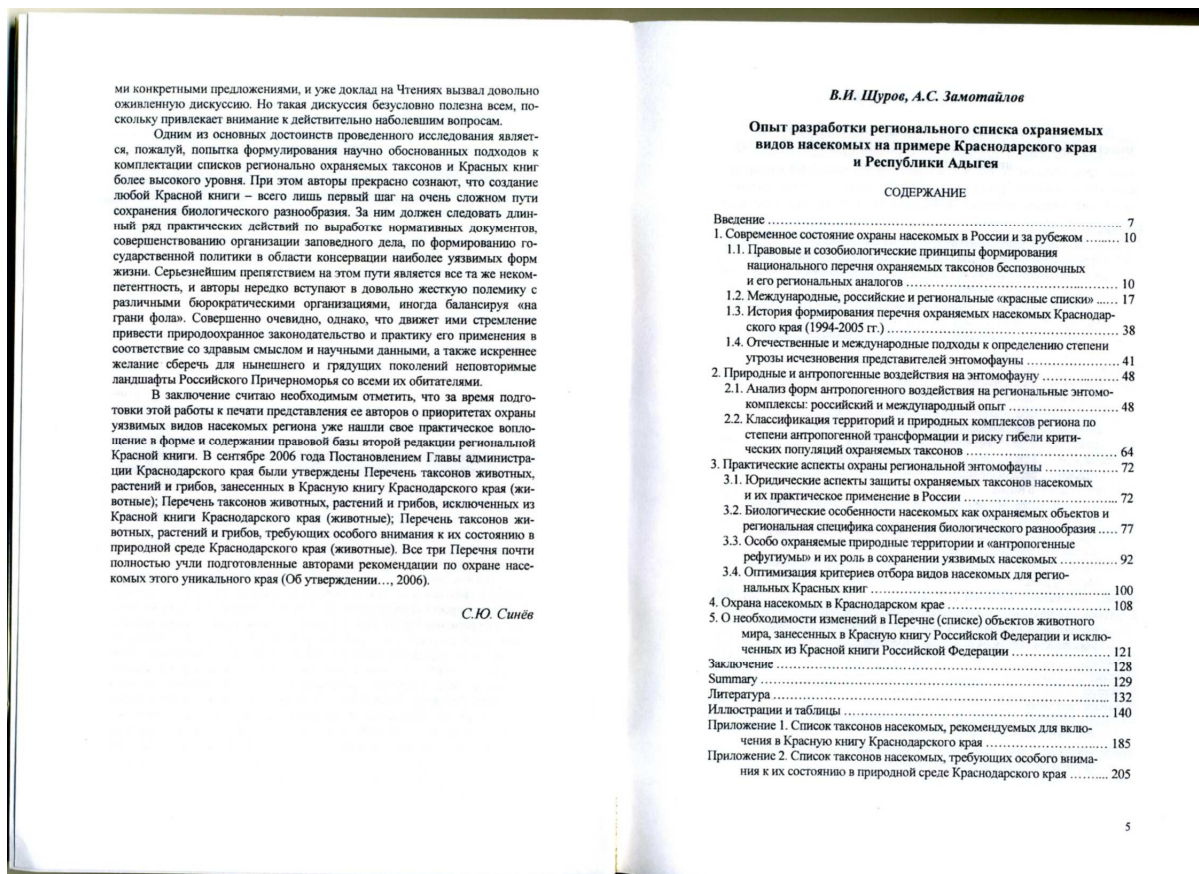 ми конкретными предложениями, и уже доклад на Чтениях вызвал довольно
оживленную дискуссию. Но такая дискуссия безусловно полезна всем, по-
скольку привлекает внимание к действительно наболевшим вопросам.
Одним из основных достоинств проведенного исследования являет-
ся, пожалуй, попытка формулирования научно обоснованных подходов к
комплектации списков регионально охраняемых таксонов и Красных книг
более высокого уровня. При этом авторы прекрасно сознают, что создание
любой Красной книги – всего лишь первый шаг на очень сложном пути
сохранения биологического разнообразия. За ним должен следовать длин-
ный ряд практических действий по выработке нормативных документов,
совершенствованию организации заповедного дела, по формированию го-
сударственной политики в области консервации наиболее уязвимых форм
жизни. Серьезнейшим препятствием на этом пути является все та же неком-
петентность, и авторы нередко вступают в довольно жесткую полемику с
различными бюрократическими организациями, иногда балансируя «на
грани фола». Совершенно очевидно, однако, что движет ими стремление
привести природоохранное законодательство и практику его применения в
соответствие со здравым смыслом и научными данными, а также искреннее
желание сберечь для нынешнего и грядущих поколений неповторимые
ландшафты Российского Причерноморья со всеми их обитателями.
В заключение считаю необходимым отметить, что за время подго-
товки этой работы к печати представления ее авторов о приоритетах охраны
уязвимых видов насекомых региона уже нашли свое практическое вопло-
щение в форме и содержании правовой базы второй редакции региональной
Красной книги. В сентябре 2006 года Постановлением Главы администра-
ции Краснодарского края были утверждены Перечень таксонов животных,
растений и грибов, занесенных в Красную книгу Краснодарского края (жи-
вотные); Перечень таксонов животных, растений и грибов, исключенных из
Красной книги Краснодарского края (животные); Перечень таксонов жи-
вотных, растений и грибов, требующих особого внимания к их состоянию в
природной среде Краснодарского края (животные). Все три Перечня почти
полностью учли подготовленные авторами рекомендации по охране насе-
комых этого уникального края (Об утверждении…, 2006).
С.Ю. Синёв
В.И. Щуров, А.С. Замотайлов
Опыт разработки регионального списка охраняемых
видов насекомых на примере Краснодарского края
и Республики Адыгея
СОДЕРЖАНИЕ
Введение ........ 7
1. Современное состояние охраны насекомых в России и за рубежом ........ 10
1.1. Правовые и созобиологические принципы формирования
национального перечня охраняемых таксонов беспозвоночных
и его региональных аналогов ........ 10
1.2. Международные, российские и региональные «красные списки» ........ 17
1.3. История формирования перечня охраняемых насекомых Краснодар-
ского края (1994-2005 гг.) ........ 38
1.4. Отечественные и международные подходы к определению степени
угрозы исчезновения представителей энтомофауны ........ 41
2. Природные и антропогенные воздействия на энтомофауну ........ 48
2.1. Анализ форм антропогенного воздействия на региональные энтомо-
комплексы: российский и международный опыт ........ 48
2.2. Классификация территорий и природных комплексов региона по
степени антропогенной трансформации и риску гибели крити-
ческих популяций охраняемых таксонов ........ 64
3. Практические аспекты охраны региональной энтомофауны ........ 72
3.1. Юридические аспекты защиты охраняемых таксонов насекомых
и их практическое применение в России ........ 72
3.2. Биологические особенности насекомых как охраняемых объектов и
региональная специфика сохранения биологического разнообразия ..... 77
3.3. Особо охраняемые природные территории и «антропогенные
рефугиумы» и их роль в сохранении уязвимых насекомых ........ 92
3.4. Оптимизация критериев отбора видов насекомых для регио-
нальных Красных книг ........ 100
4. Охрана насекомых в Краснодарском крае ........ 108
5. О необходимости изменений в Перечне (списке) объектов животного
мира, занесенных в Красную книгу Российской Федерации и исклю-
ченных из Красной книги Российской Федерации ........ 121
Заключение ........ 128
Summary ........ 129
Литература ........ 132
Иллюстрации и таблицы ........ 140
Приложение 1. Список таксонов насекомых, рекомендуемых для вклю-
чения в Красную книгу Краснодарского края ........ 185
Приложение 2. Список таксонов насекомых, требующих особого внима-
ния к их состоянию в природной среде Краснодарского края ........ 205
5